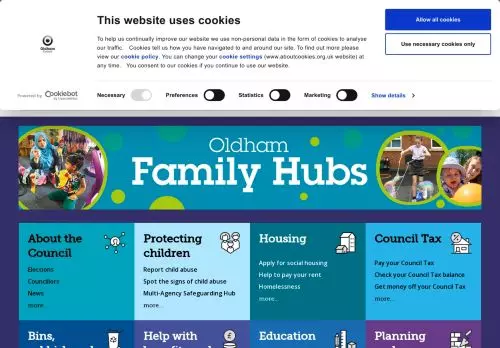 This website uses cookies
To help us continually improve our website we use non-personal data in the form of cookies to analyse
our traffic.   Cookies tell us how you have navigated to and around our site. To find out more please
view our cookie policy. You can change your cookie settings (www.aboutcookies.org.uk website) at
any time.   You consent to our cookies if you continue to use our website.
Allow all cookies
Use necessary cookies only
Oldham
Council
Powered by Cookiebot
by Usercentrics
Necessary
Preferences
Statistics
Marketing
Show details
Oldham
Family Hubs
About the
Council
Elections
Councillors
News
more...
Protecting
children
Report child abuse
Spot the signs of child abuse
Multi-Agency Safeguarding Hub
more...
Housing
Apply for social housing
Help to pay your rent
Homelessness
more...
Council Tax
Pay your Council Tax
Check your Council Tax balance
Get money off your Council Tax
more...
Bins,
Help with
Education
Planning